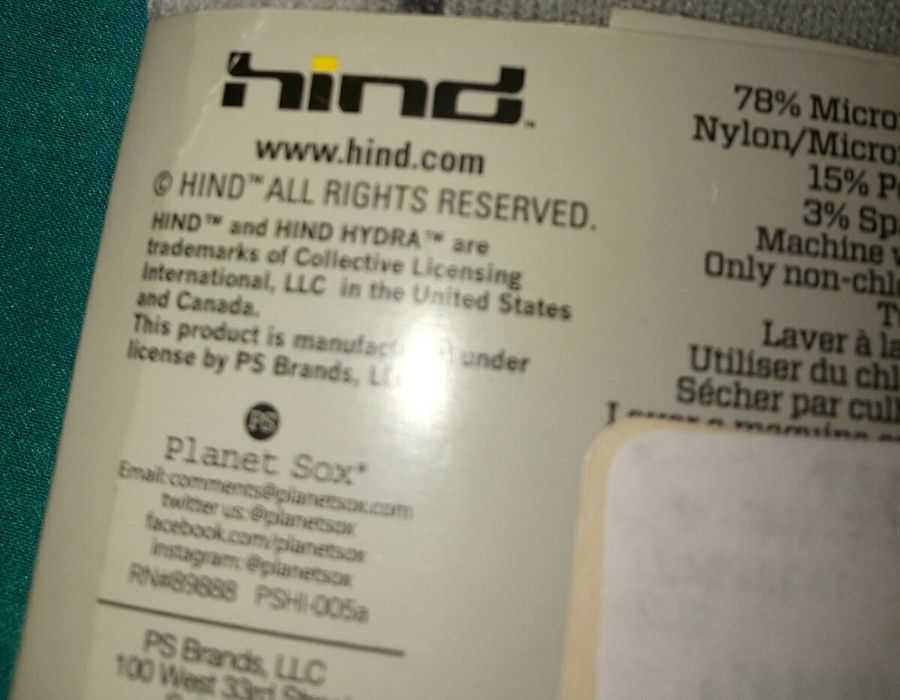 hind™
www.hind.com
© HIND™ ALL RIGHTS RESERVED.
HIND™ and HIND HYDRA™ are
trademarks of Collective Licensing
International, LLC in the United States
and Canada.
This product is manufac under
license by PS Brands,
PS
Planet Sox*
Email:comments@planetsox.com
twitter us: @planetsox
facebook.com/planetsox
instagram: @planetsox
RN#89888 PSHI-005a
PS Brands, LLC
100 West 33rd
78% Micro
Nylon/Micro
15% P
3% Spa
Machine
Only non-chl
T
Laver à la
Utiliser du chl
Sécher par cul